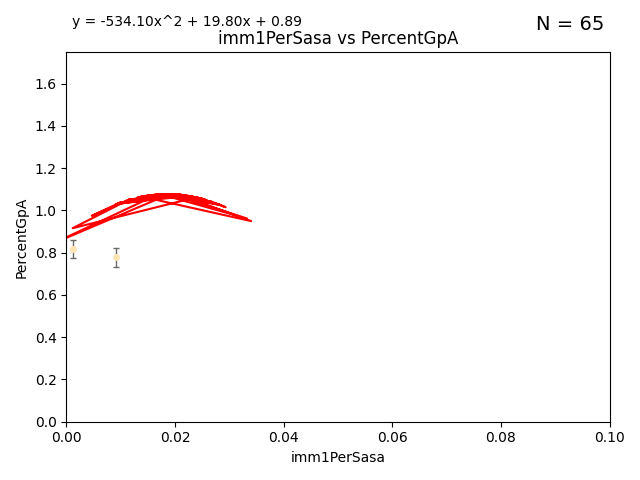 y = -534.10x^2 + 19.80x + 0.89
N = 65
imm1PerSasa vs PercentGpA
1.6
1.4
1.2
1.0
0.8
0.6
0.4
0.2
0.0
PercentGpA
0.00 0.02 0.04 0.06 0.08 0.10
imm1PerSasa